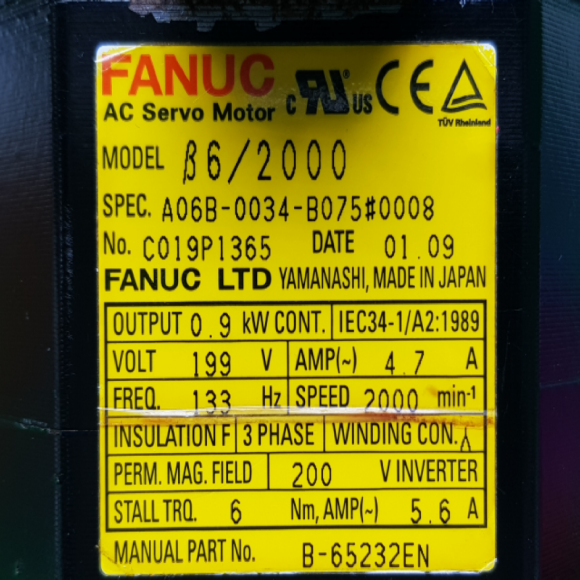 FANUC
AC Servo Motor c UR® US CE TÜV Rheinland
MODEL β6/2000
SPEC. A06B-0034-B075#0008
No. C019P1365 DATE 01.09
FANUC LTD YAMANASHI, MADE IN JAPAN
OUTPUT 0.9 kW CONT. IEC34-1/A2:1989
VOLT 199 V AMP(~) 4.7 A
FREQ. 133 Hz SPEED 2000 min-1
INSULATION F 3 PHASE WINDING CON. 人
PERM. MAG. FIELD 200 V INVERTER
STALL TRQ. 6 Nm, AMP(~) 5.6 A
MANUAL PART No. B-65232EN